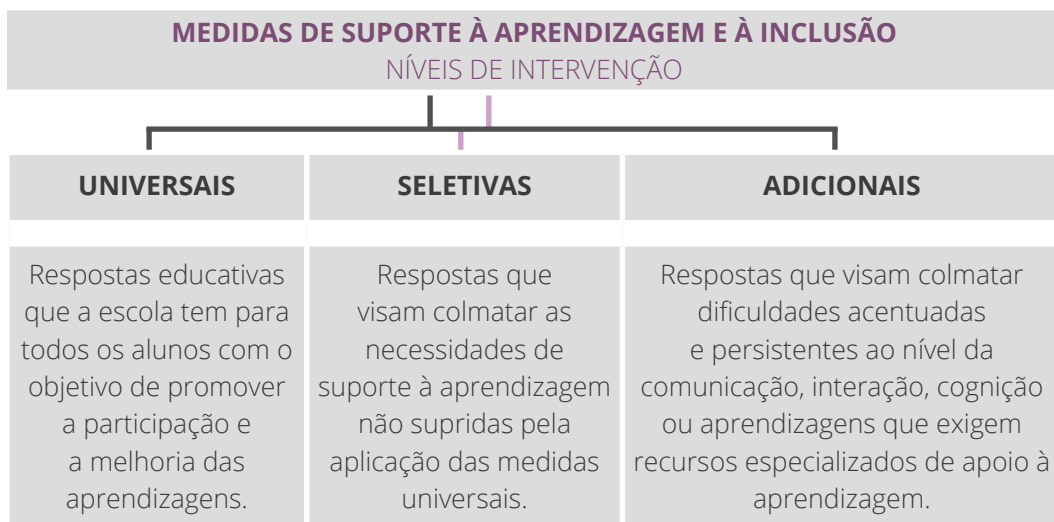 MEDIDAS DE SUPORTE À APRENDIZAGEM E À INCLUSÃO
NÍVEIS DE INTERVENÇÃO
UNIVERSAIS
Respostas educativas
que a escola tem para
todos os alunos com o
objetivo de promover
a participação e
a melhoria das
aprendizagens.
SELETIVAS
Respostas que
visam colmatar as
necessidades de
suporte à aprendizagem
não supridas pela
aplicação das medidas
universais.
ADICIONAIS
Respostas que visam colmatar
dificuldades acentuadas
e persistentes ao nível da
comunicação, interação, cognição
ou aprendizagens que exigem
recursos especializados de apoio à
aprendizagem.